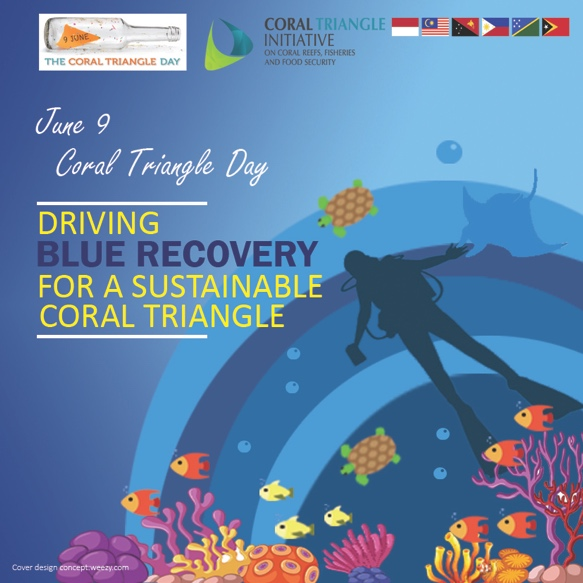 9 JUNE
THE CORAL TRIANGLE DAY
CORAL TRIANGLE
INITIATIVE
ON CORAL REEFS, FISHERIES
AND FOOD SECURITY
June 9
Coral Triangle Day
DRIVING
BLUE RECOVERY
FOR A SUSTAINABLE
CORAL TRIANGLE
Cover design concept:weezy.com